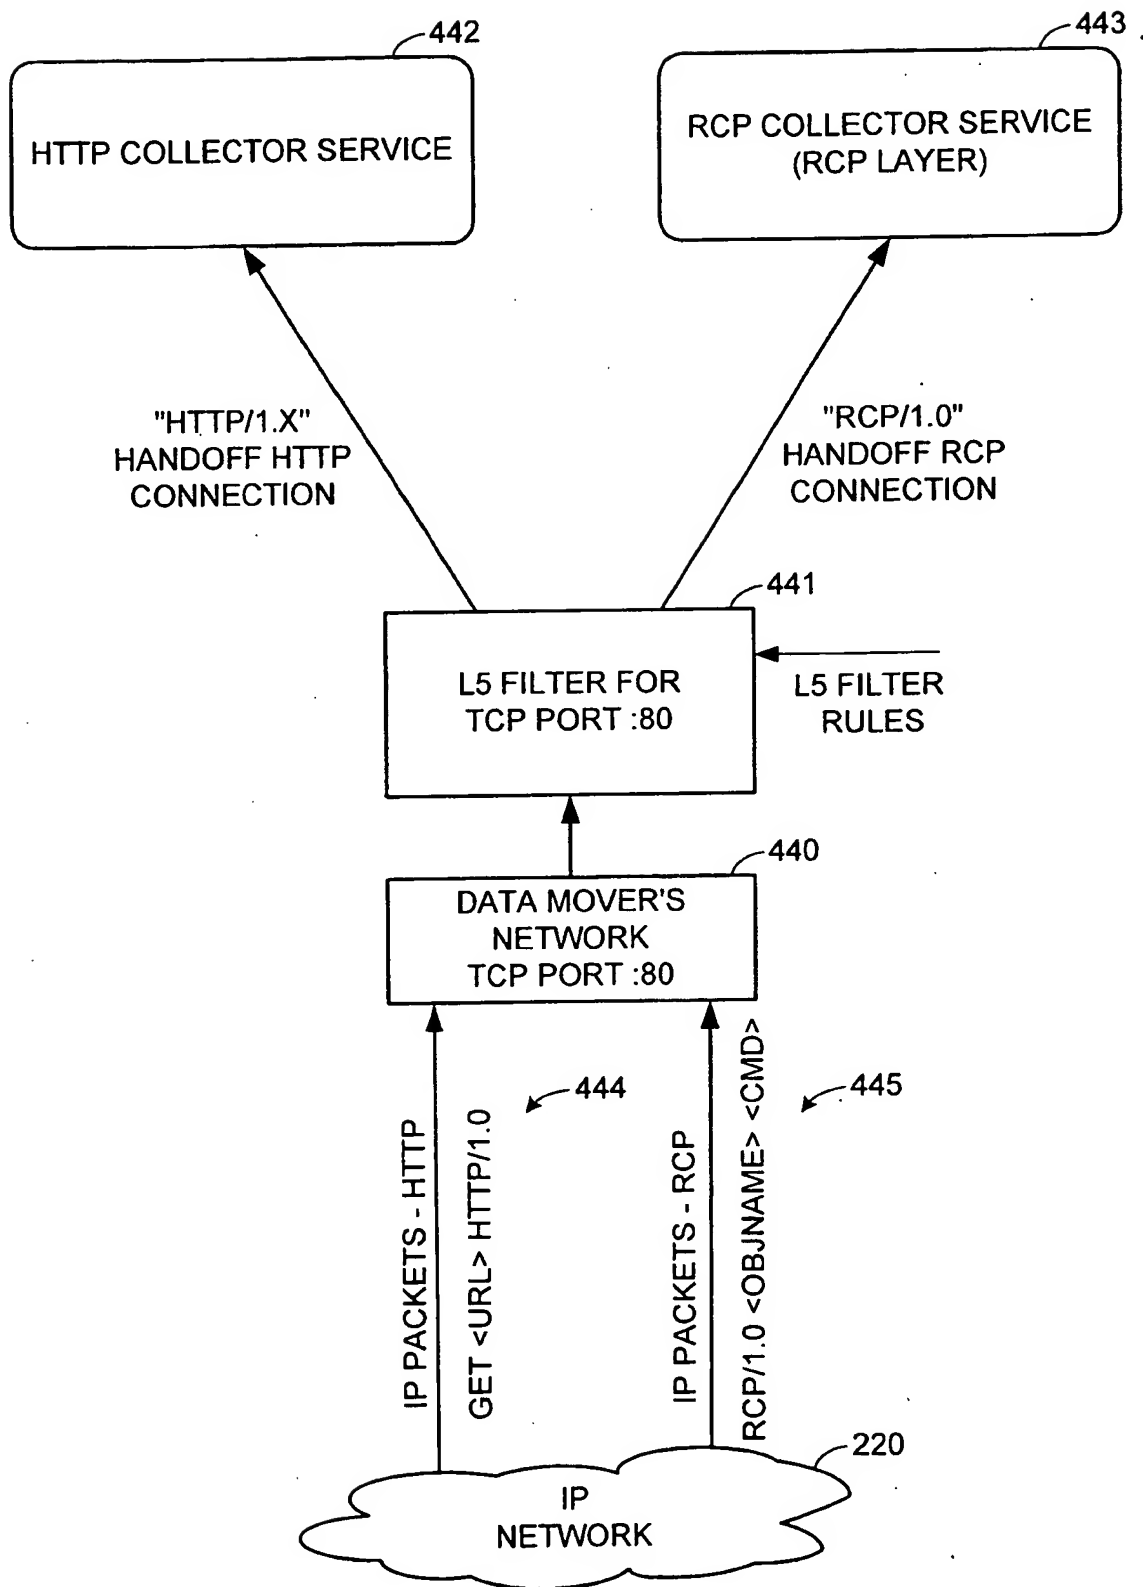 442
443
HTTP COLLECTOR SERVICE
RCP COLLECTOR SERVICE
(RCP LAYER)
"HTTP/1.X"
HANDOFF HTTP
CONNECTION
"RCP/1.0"
HANDOFF RCP
CONNECTION
441
L5 FILTER FOR
TCP PORT :80
L5 FILTER
RULES
440
DATA MOVER'S
NETWORK
TCP PORT :80
IP PACKETS - HTTP
GET <URL> HTTP/1.0
444
IP PACKETS - RCP
RCP/1.0 <OBJNAME> <CMD>
445
220
IP
NETWORK